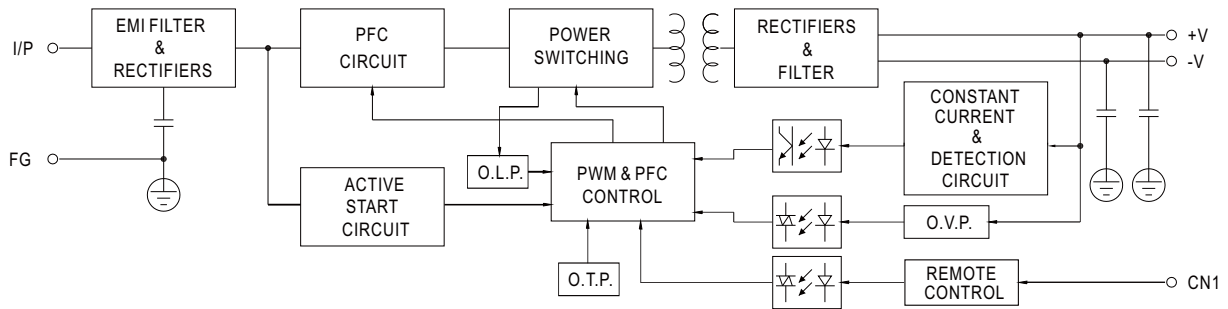 I/P
EMI FILTER
&
RECTIFIERS
PFC
CIRCUIT
POWER
SWITCHING
RECTIFIERS
&
FILTER
+V
-V
FG
O.L.P.
PWM & PFC
CONTROL
CONSTANT
CURRENT
&
DETECTION
CIRCUIT
ACTIVE
START
CIRCUIT
O.V.P.
O.T.P.
REMOTE
CONTROL
CN1